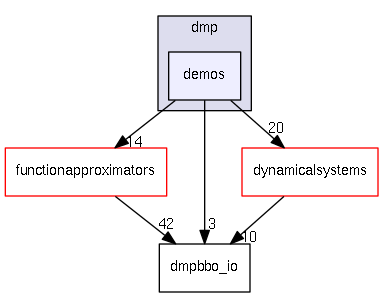 dmp
demos
14
20
functionapproximators
dynamicalsystems
42
3
10
dmpbbo_io